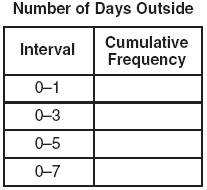 Number of Days Outside
Interval
Cumulative
Frequency
0–1
0–3
0–5
0–7